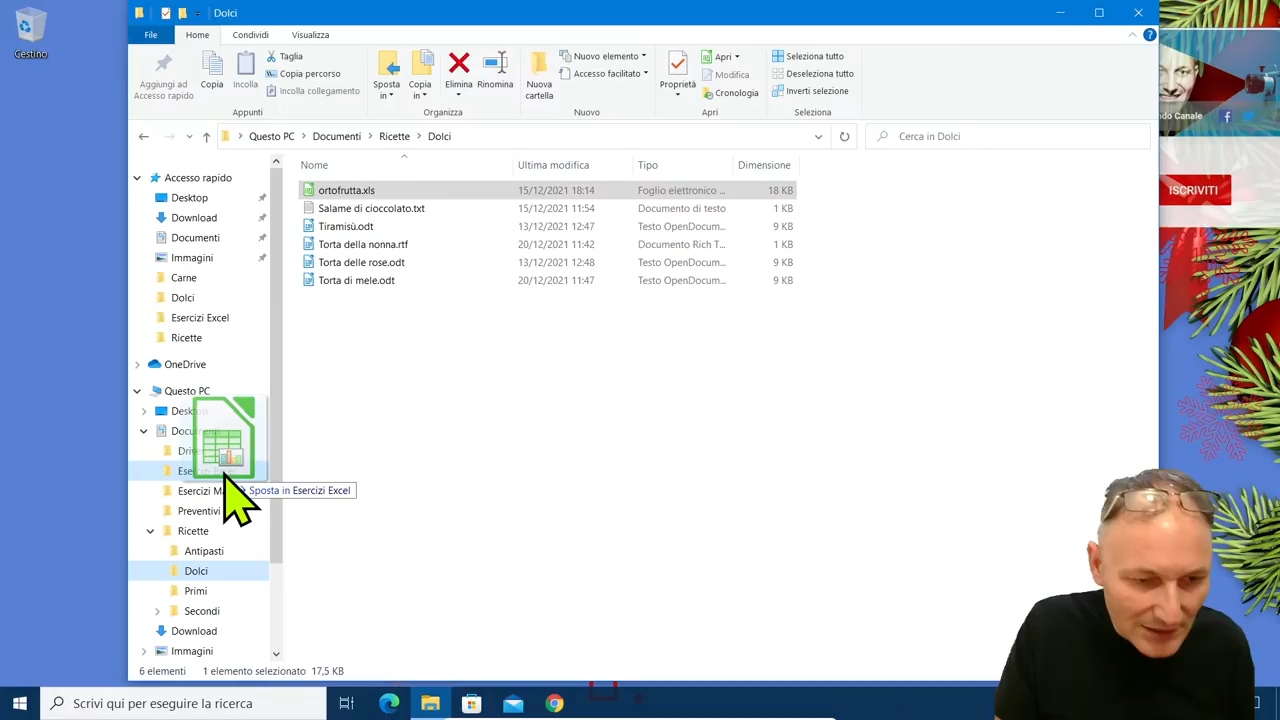 Cestino
Dolci
File
Home
Condividi
Visualizza
Aggiungi ad
Accesso rapido
Copia
Incolla
Taglia
Copia percorso
Incolla collegamento
Appunti
Sposta
in
Copia
in
Elimina
Rinomina
Organizza
Nuova
cartella
Nuovo elemento
Accesso facilitato
Nuovo
Proprietà
Apri
Modifica
Cronologia
Apri
Seleziona tutto
Deseleziona tutto
Inverti selezione
Seleziona
Questo PC > Documenti > Ricette > Dolci
Cerca in Dolci
Nome Ultima modifica Tipo Dimensione
ortofrutta.xls 15/12/2021 18:14 Foglio elettronico ... 18 KB
Salame di cioccolato.txt 15/12/2021 11:54 Documento di testo 1 KB
Tiramisù.odt 13/12/2021 12:47 Testo OpenDocum... 9 KB
Torta della nonna.rtf 20/12/2021 11:42 Documento Rich T... 1 KB
Torta delle rose.odt 13/12/2021 12:48 Testo OpenDocum... 9 KB
Torta di mele.odt 20/12/2021 11:47 Testo OpenDocum... 9 KB
Accesso rapido
Desktop
Download
Documenti
Immagini
Carne
Dolci
Esercizi Excel
Ricette
OneDrive
Questo PC
Desktop
Docum
Driv
Esercizi Excel
Sposta in Esercizi Excel
Esercizi M
Preventivi
Ricette
Antipasti
Dolci
Primi
Secondi
Download
Immagini
6 elementi 1 elemento selezionato 17,5 KB
Scrivi qui per eseguire la ricerca
do Canale
ISCRIVITI